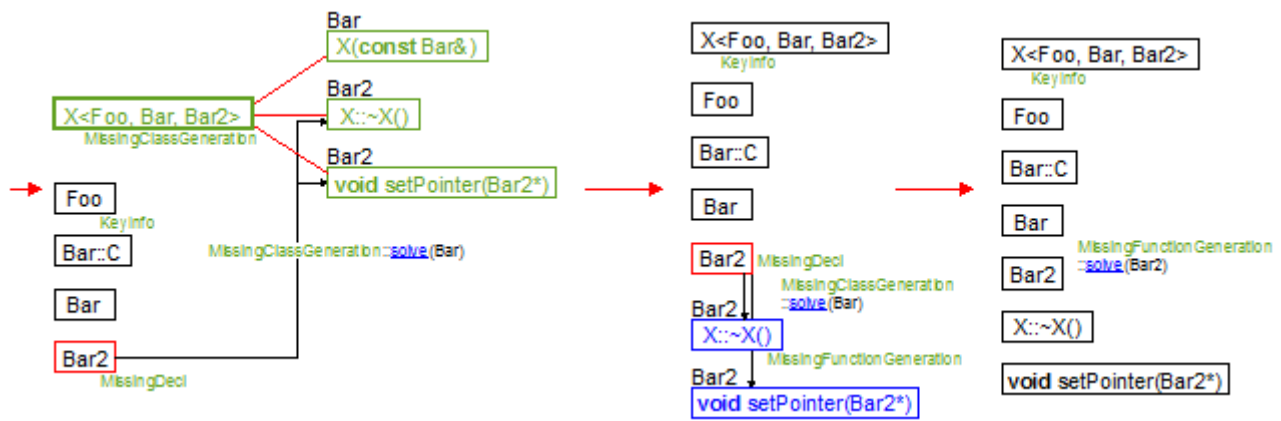 Bar
X(const Bar&)
Bar2
X<Foo, Bar, Bar2>
X::~X()
MissingClassGeneration
Bar2
void setPointer(Bar2*)
Foo
KeyInfo
Bar::C
MissingClassGeneration::solve(Bar)
Bar
Bar2
MissingDecl
X<Foo, Bar, Bar2>
KeyInfo
Foo
Bar::C
Bar
Bar2
MissingDecl
MissingClassGeneration
::solve(Bar)
Bar2
X::~X()
MissingFunctionGeneration
Bar2
void setPointer(Bar2*)
X<Foo, Bar, Bar2>
KeyInfo
Foo
Bar::C
Bar
MissingFunctionGeneration
::solve(Bar2)
Bar2
X::~X()
void setPointer(Bar2*)